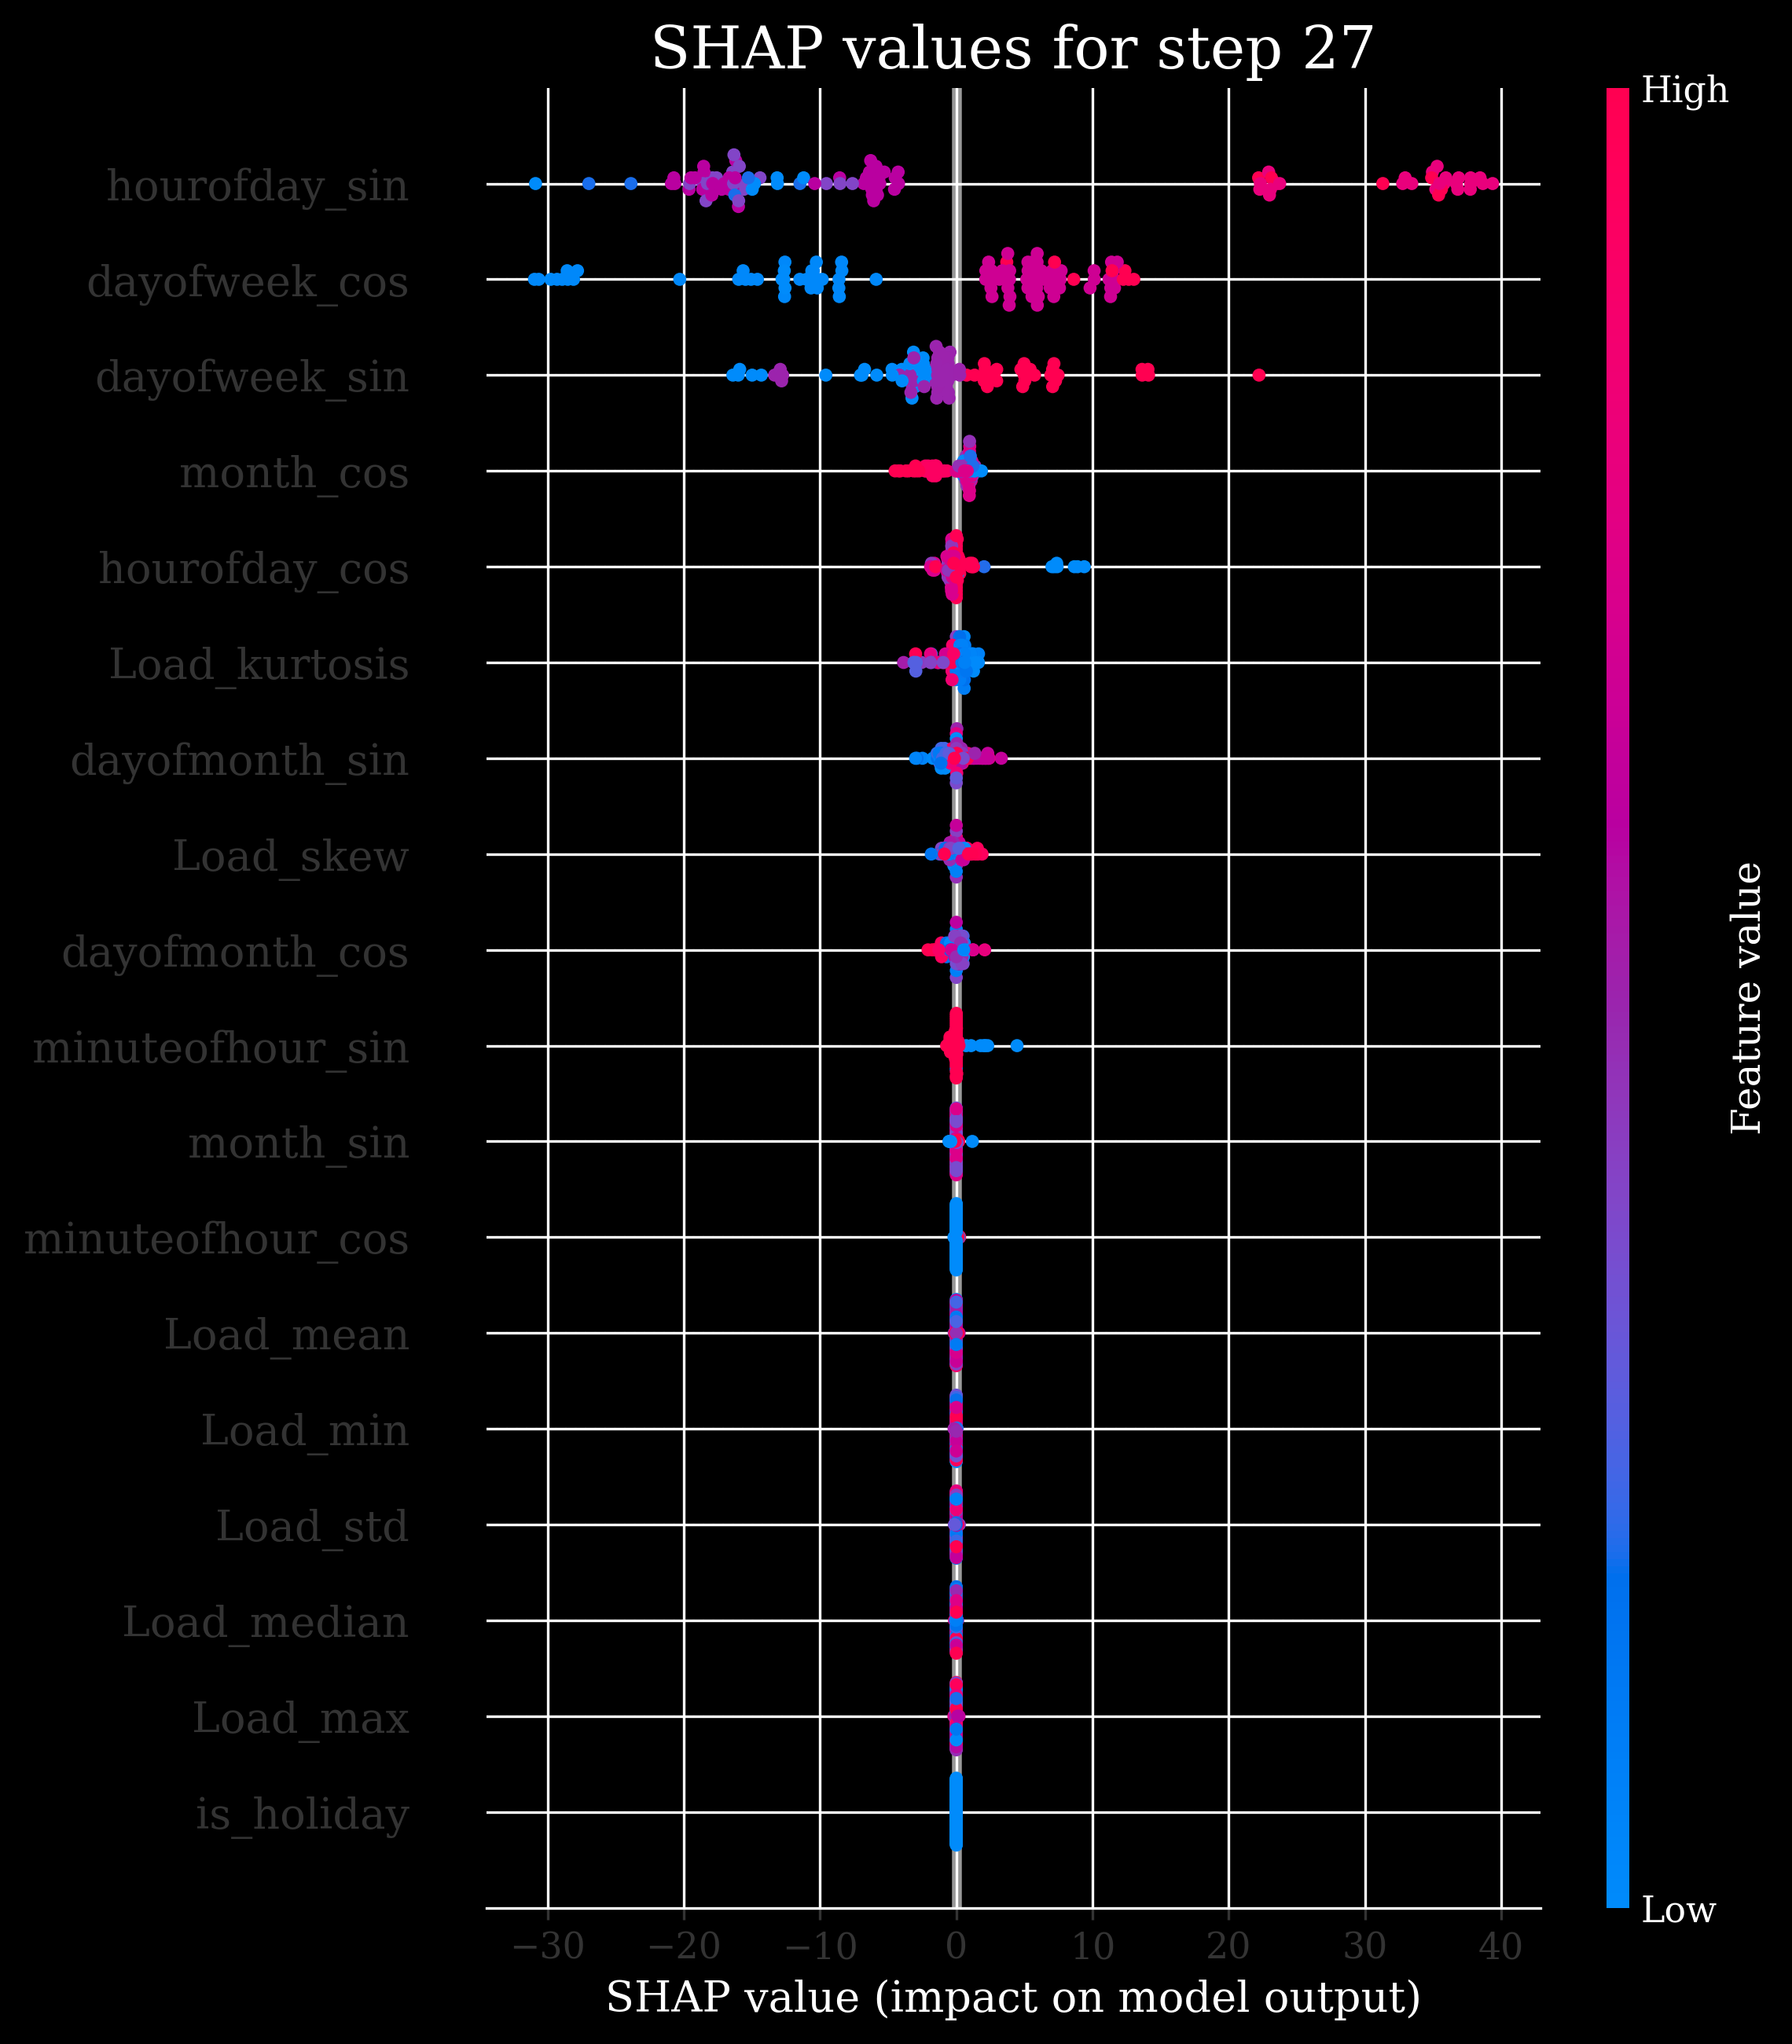 SHAP values for step 27
High
hourofday_sin
dayofweek_cos
dayofweek_sin
month_cos
hourofday_cos
Load_kurtosis
dayofmonth_sin
Load_skew
dayofmonth_cos
minuteofhour_sin
month_sin
minuteofhour_cos
Load_mean
Load_min
Load_std
Load_median
Load_max
is_holiday
Feature value
Low
−30 −20 −10 0 10 20 30 40
SHAP value (impact on model output)